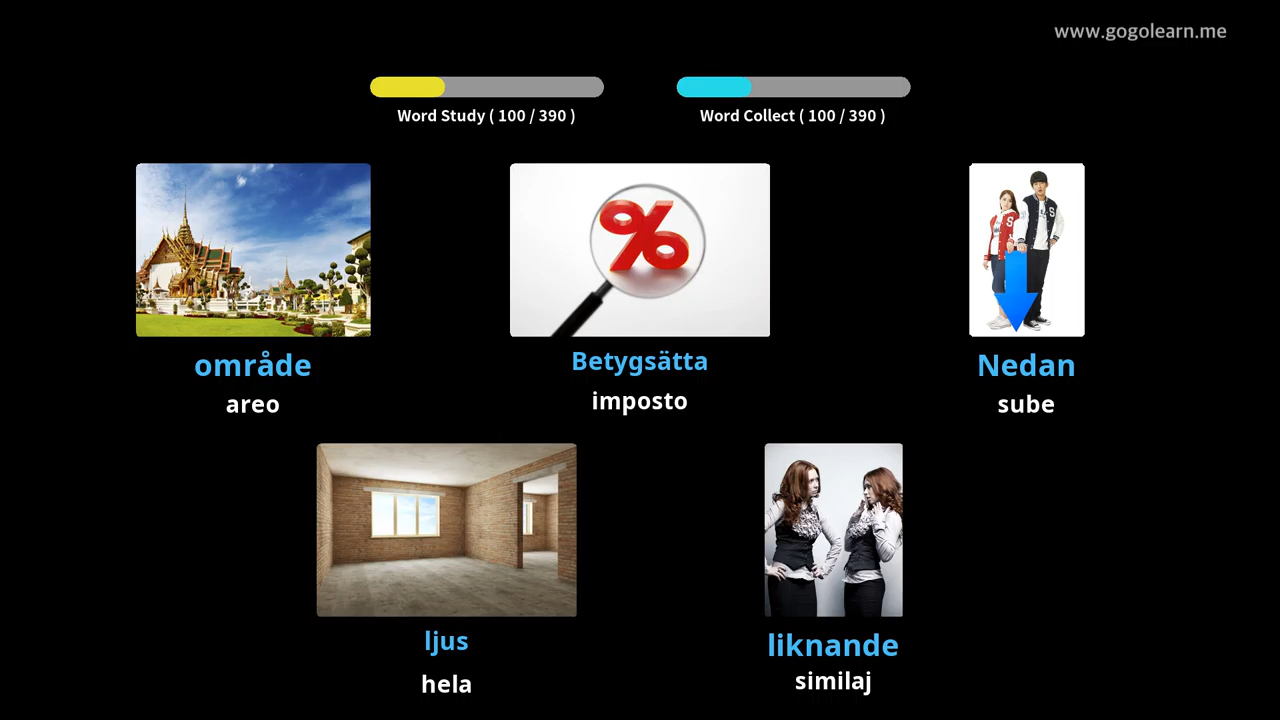 www.gogolearn.me
Word Study ( 100 / 390 )
Word Collect ( 100 / 390 )
område
areo
Betygsätta
imposto
Nedan
sube
ljus
hela
liknande
similaj